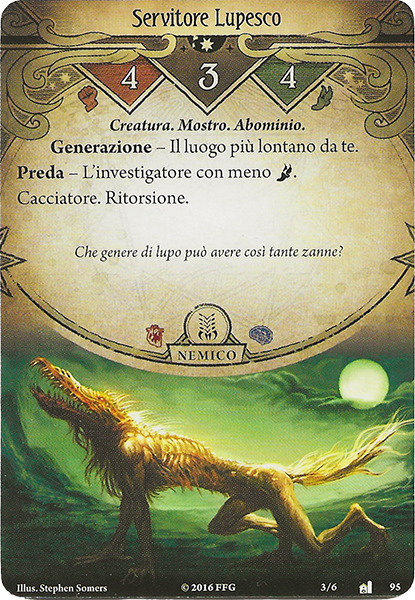 Servitore Lupesco
4 3 4
Creatura. Mostro. Abominio.
Generazione – Il luogo più lontano da te.
Preda – L'investigatore con meno .
Cacciatore. Ritorsione.
Che genere di lupo può avere così tante zanne?
NEMICO
Illus. Stephen Somers © 2016 FFG 3/6 95